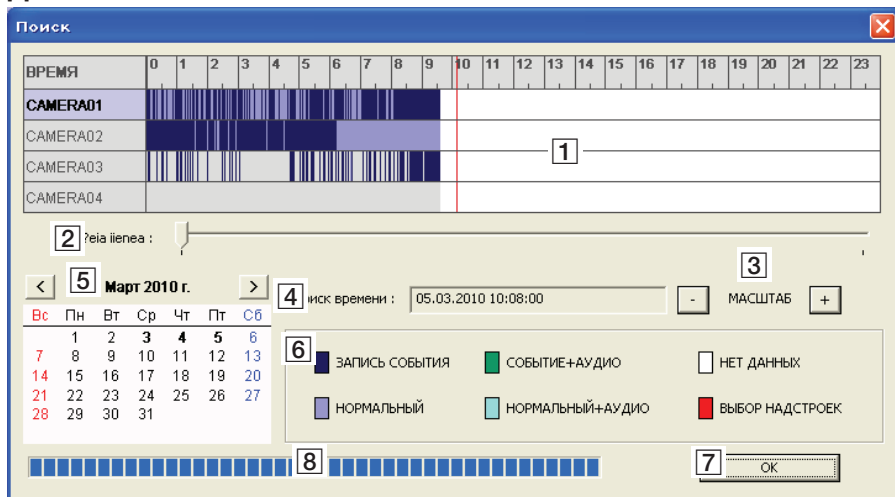 Поиск
ВРЕМЯ 0 1 2 3 4 5 6 7 8 9 10 11 12 13 14 15 16 17 18 19 20 21 22 23
CAMERA01
CAMERA02 1
CAMERA03
CAMERA04
2 ?eia iienea :
3
< 5 Март 2010 г. > 4 иск времени : 05.03.2010 10:08:00 - МАСШТАБ +
Вс Пн Вт Ср Чт Пт Сб
1 2 3 4 5 6
7 8 9 10 11 12 13
14 15 16 17 18 19 20
21 22 23 24 25 26 27
28 29 30 31
6 ЗАПИСЬ СОБЫТИЯ СОБЫТИЕ+АУДИО НЕТ ДАННЫХ
НОРМАЛЬНЫЙ НОРМАЛЬНЫЙ+АУДИО ВЫБОР НАДСТРОЕК
8 7 OK